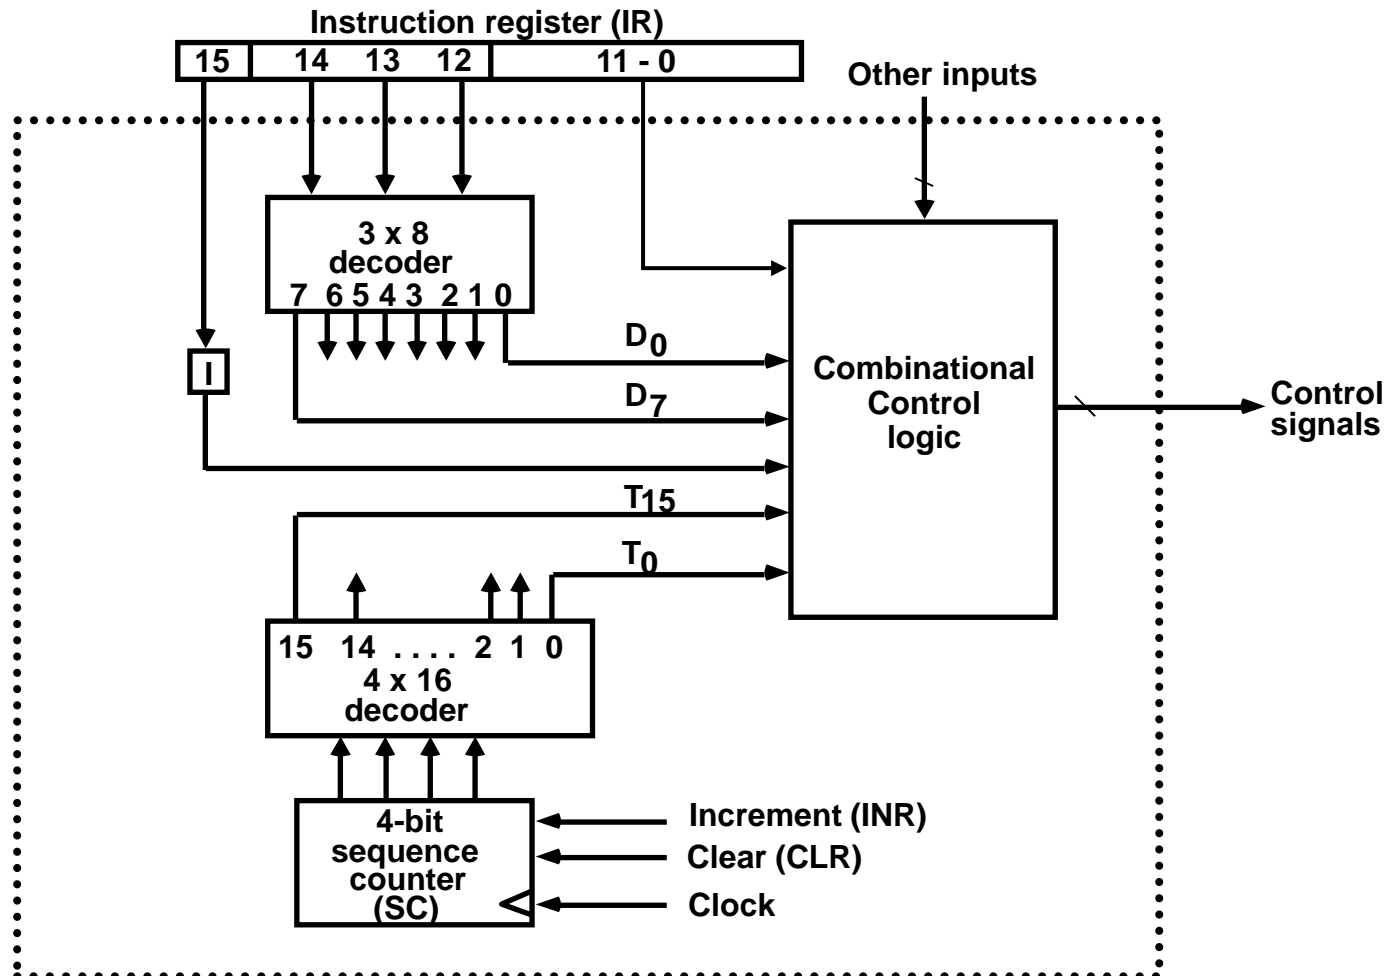 Instruction register (IR)
15 14 13 12 11 - 0
Other inputs
3 x 8
decoder
7 6 5 4 3 2 1 0
D0
I
Combinational
Control
logic
D7
Control
signals
T15
T0
15 14 . . . . 2 1 0
4 x 16
decoder
4-bit
sequence
counter
(SC)
Increment (INR)
Clear (CLR)
Clock